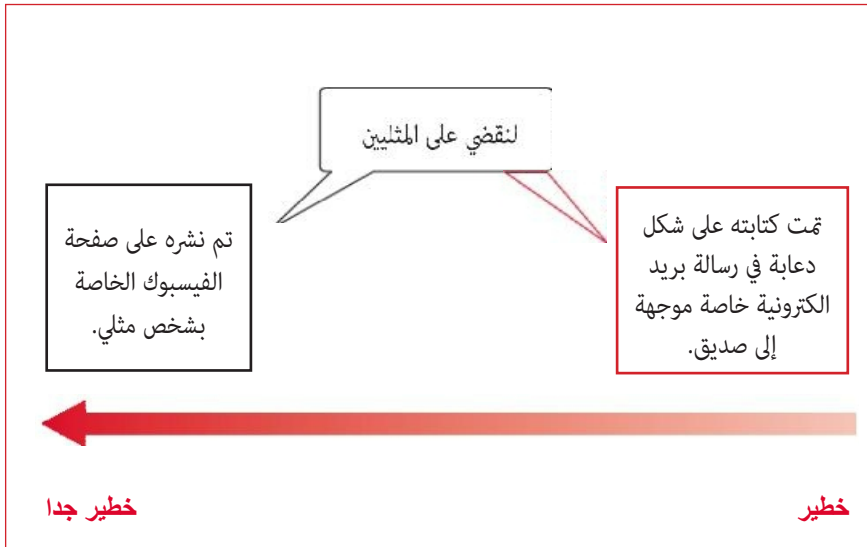 لنقضي على المثليين
تمت كتابته على شكل
دعابة في رسالة بريد
الكترونية خاصة موجهة
إلى صديق.
تم نشره على صفحة
الفيسبوك الخاصة
بشخص مثلي.
خطير
خطير جدا